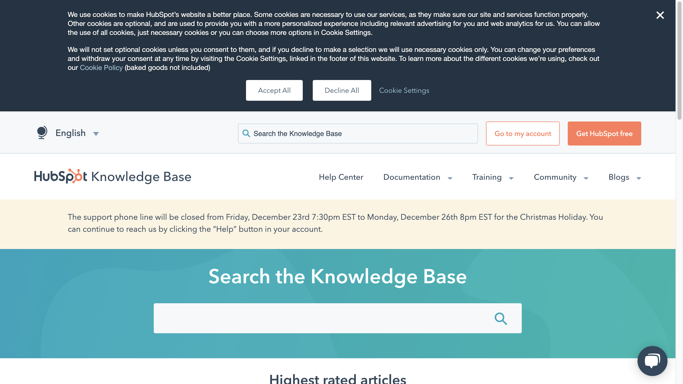 We use cookies to make HubSpot's website a better place. Some cookies are necessary to use our services, as they make sure our site and services function properly.
Other cookies are optional, and are used to provide you with a more personalized experience including relevant advertising for you and web analytics for us. You can allow
the use of all cookies, just necessary cookies or you can choose more options in Cookie Settings.
We will not set optional cookies unless you consent to them, and if you decline to make a selection we will use necessary cookies only. You can change your preferences
and withdraw your consent at any time by visiting the Cookie Settings, linked in the footer of this website. To learn more about the different cookies we're using, check out
our Cookie Policy (baked goods not included)
Accept All Decline All Cookie Settings
English Search the Knowledge Base Go to my account Get HubSpot free
HubSpot Knowledge Base Help Center Documentation Training Community Blogs
The support phone line will be closed from Friday, December 23rd 7:30pm EST to Monday, December 26th 8pm EST for the Christmas Holiday. You
can continue to reach us by clicking the "Help" button in your account.
Search the Knowledge Base
Highest rated articles